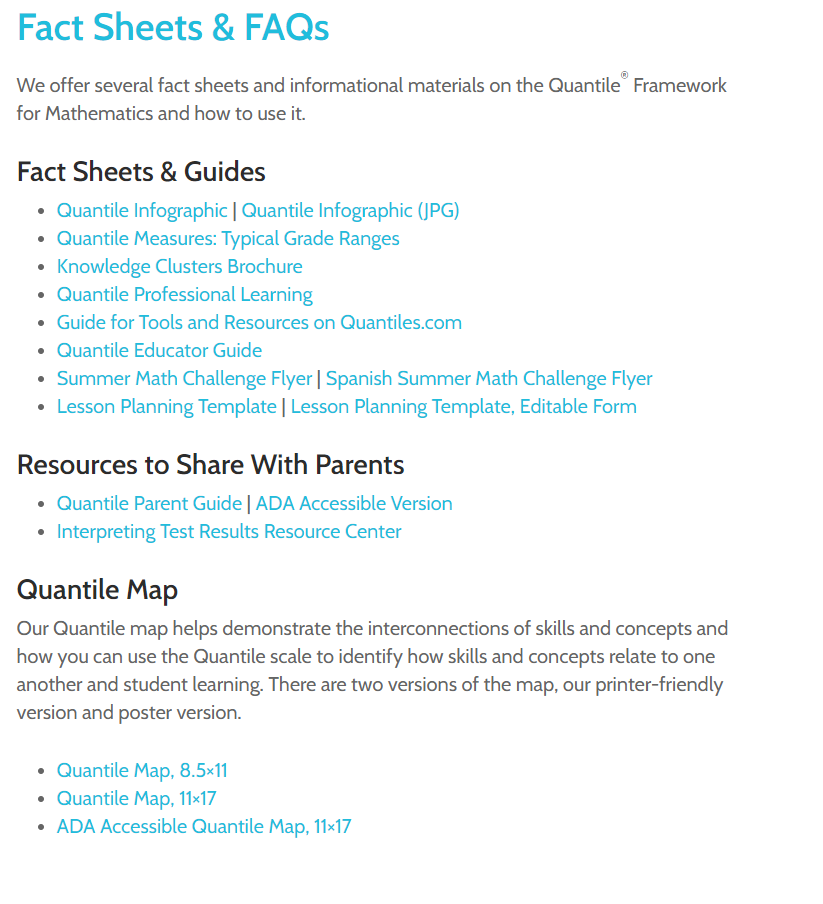 Fact Sheets & FAQs
We offer several fact sheets and informational materials on the Quantile® Framework
for Mathematics and how to use it.
Fact Sheets & Guides
• Quantile Infographic | Quantile Infographic (JPG)
• Quantile Measures: Typical Grade Ranges
• Knowledge Clusters Brochure
• Quantile Professional Learning
• Guide for Tools and Resources on Quantiles.com
• Quantile Educator Guide
• Summer Math Challenge Flyer | Spanish Summer Math Challenge Flyer
• Lesson Planning Template | Lesson Planning Template, Editable Form
Resources to Share With Parents
• Quantile Parent Guide | ADA Accessible Version
• Interpreting Test Results Resource Center
Quantile Map
Our Quantile map helps demonstrate the interconnections of skills and concepts and
how you can use the Quantile scale to identify how skills and concepts relate to one
another and student learning. There are two versions of the map, our printer-friendly
version and poster version.
• Quantile Map, 8.5×11
• Quantile Map, 11×17
• ADA Accessible Quantile Map, 11×17